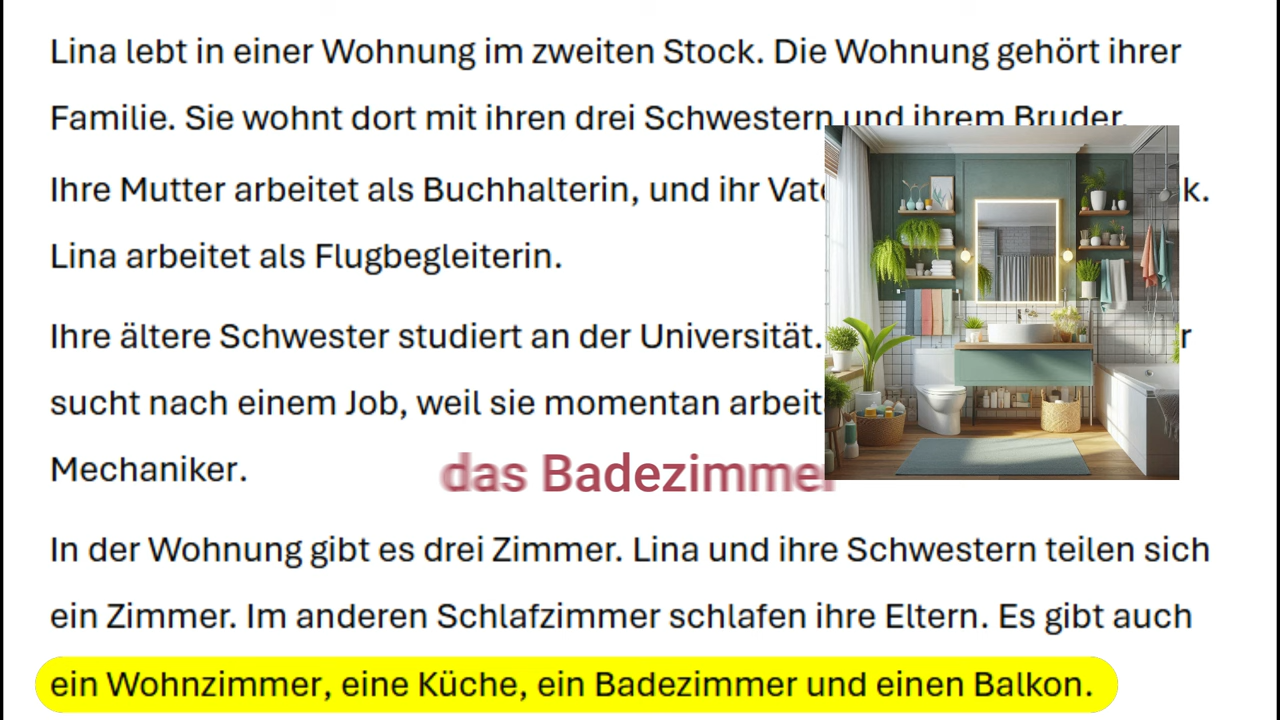 Lina lebt in einer Wohnung im zweiten Stock. Die Wohnung gehört ihrer
Familie. Sie wohnt dort mit ihren drei Schwestern und ihrem Bruder.
Ihre Mutter arbeitet als Buchhalterin, und ihr
Lina arbeitet als Flugbegleiterin.
Ihre ältere Schwester studiert an der Universität.
sucht nach einem Job, weil sie momentan
Mechaniker.
das Badezimmer
In der Wohnung gibt es drei Zimmer. Lina und ihre Schwestern teilen sich
ein Zimmer. Im anderen Schlafzimmer schlafen ihre Eltern. Es gibt auch
ein Wohnzimmer, eine Küche, ein Badezimmer und einen Balkon.